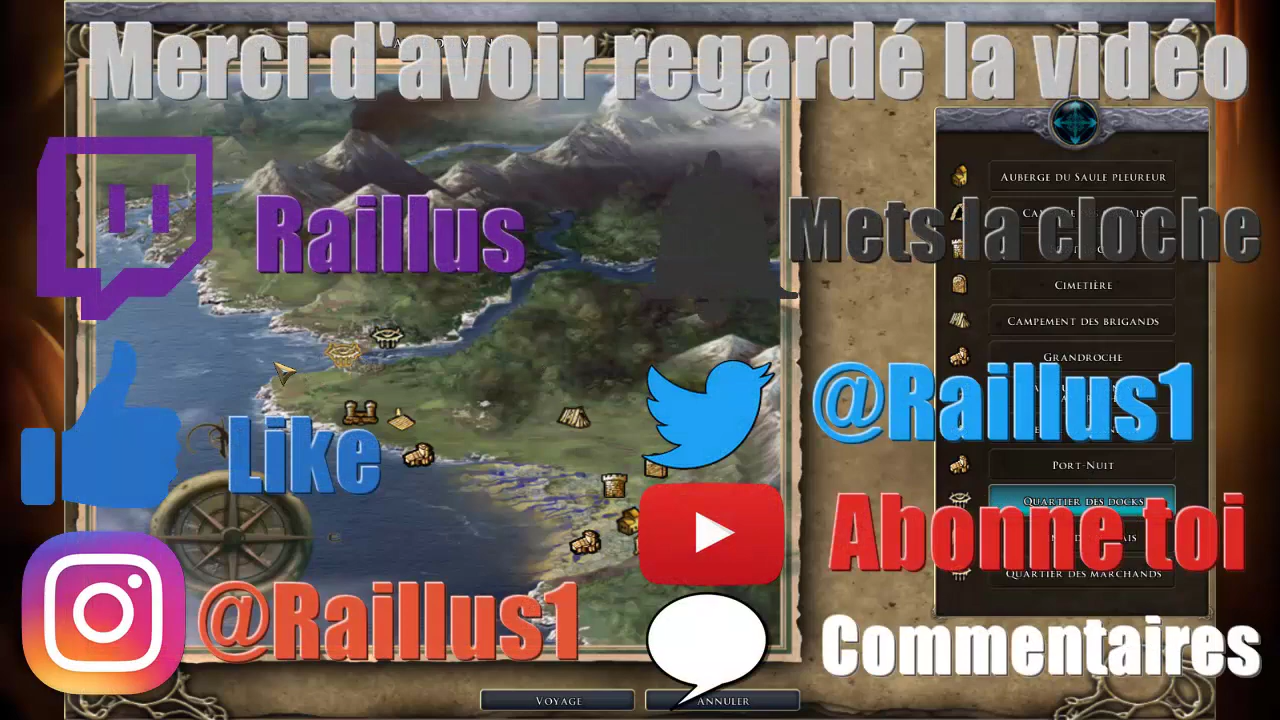 Merci d'avoir regardé la vidéo
Raillus
Mets la cloche
Like
@Raillus1
@Raillus1
Abonne toi
Commentaires
AUBERGE DU SAULE PLEUREUR
CIMETIÈRE
CAMPEMENT DES BRIGANDS
GRANDROCHE
PORT-NUIT
QUARTIER DES DOCKS
QUARTIER DES MARCHANDS
VOYAGE
ANNULER